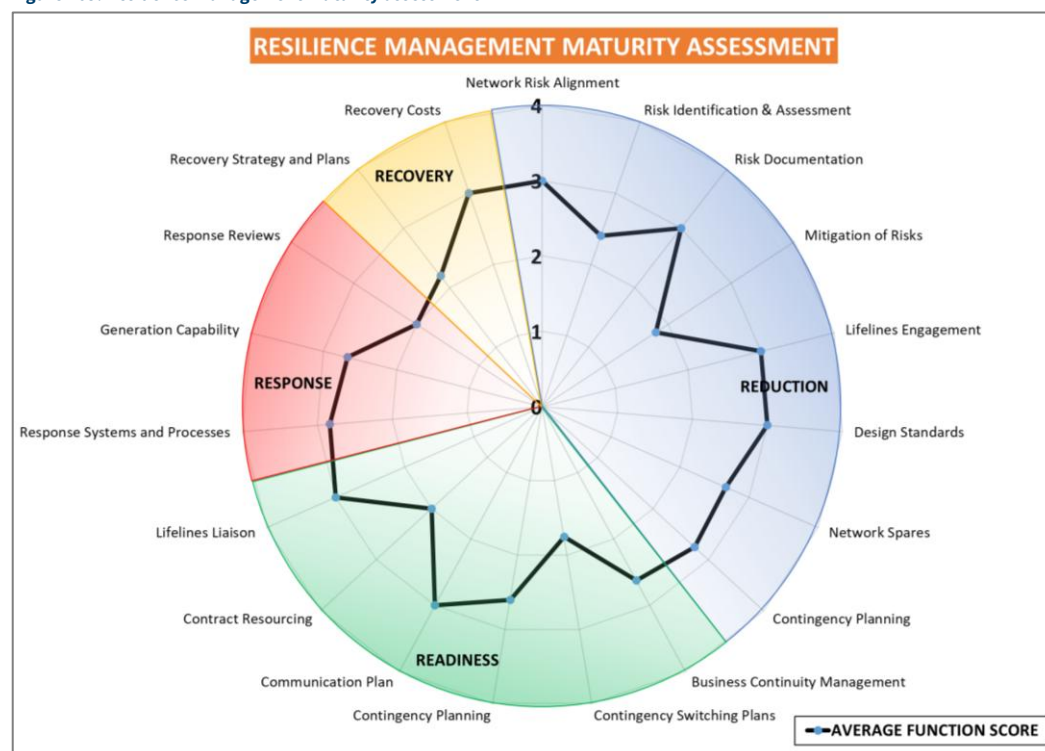 RESILIENCE MANAGEMENT MATURITY ASSESSMENT
Network Risk Alignment
Recovery Costs
4
Risk Identification & Assessment
Recovery Strategy and Plans
RECOVERY
Risk Documentation
3
Response Reviews
Mitigation of Risks
2
Generation Capability
1
Lifelines Engagement
RESPONSE
REDUCTION
0
Response Systems and Processes
Design Standards
Lifelines Liaison
Network Spares
Contract Resourcing
Contingency Planning
READINESS
Communication Plan
Business Continuity Management
Contingency Planning
Contingency Switching Plans
AVERAGE FUNCTION SCORE